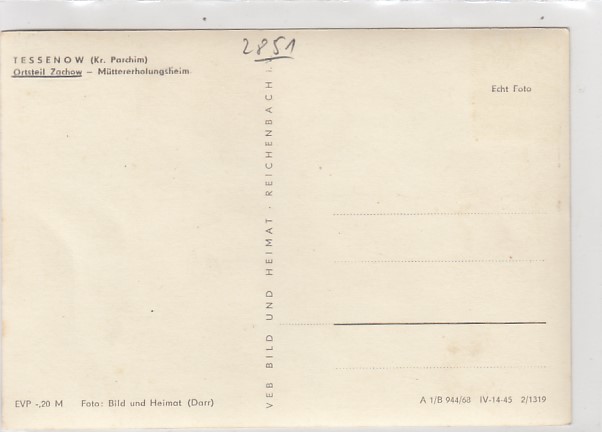 2851
TESSENOW (Kr. Parchim)
Ortsteil Zachow – Müttererholungsheim
Echt Foto
VEB BILD UND HEIMAT · REICHENBACH i.
EVP -,20 M Foto: Bild und Heimat (Darr)
A 1/B 944/68 IV-14-45 2/1319